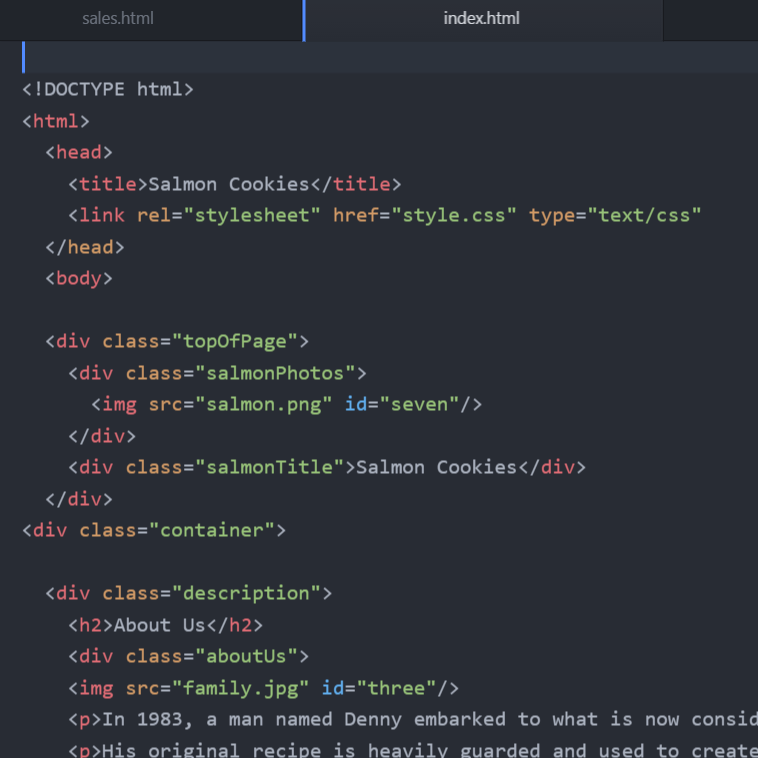 sales.html index.html
<!DOCTYPE html>
<html>
<head>
<title>Salmon Cookies</title>
<link rel="stylesheet" href="style.css" type="text/css"
</head>
<body>
<div class="topOfPage">
<div class="salmonPhotos">
<img src="salmon.png" id="seven"/>
</div>
<div class="salmonTitle">Salmon Cookies</div>
</div>
<div class="container">
<div class="description">
<h2>About Us</h2>
<div class="aboutUs">
<img src="family.jpg" id="three"/>
<p>In 1983, a man named Denny embarked to what is now consid
<p>His original recipe is heavily guarded and used to create